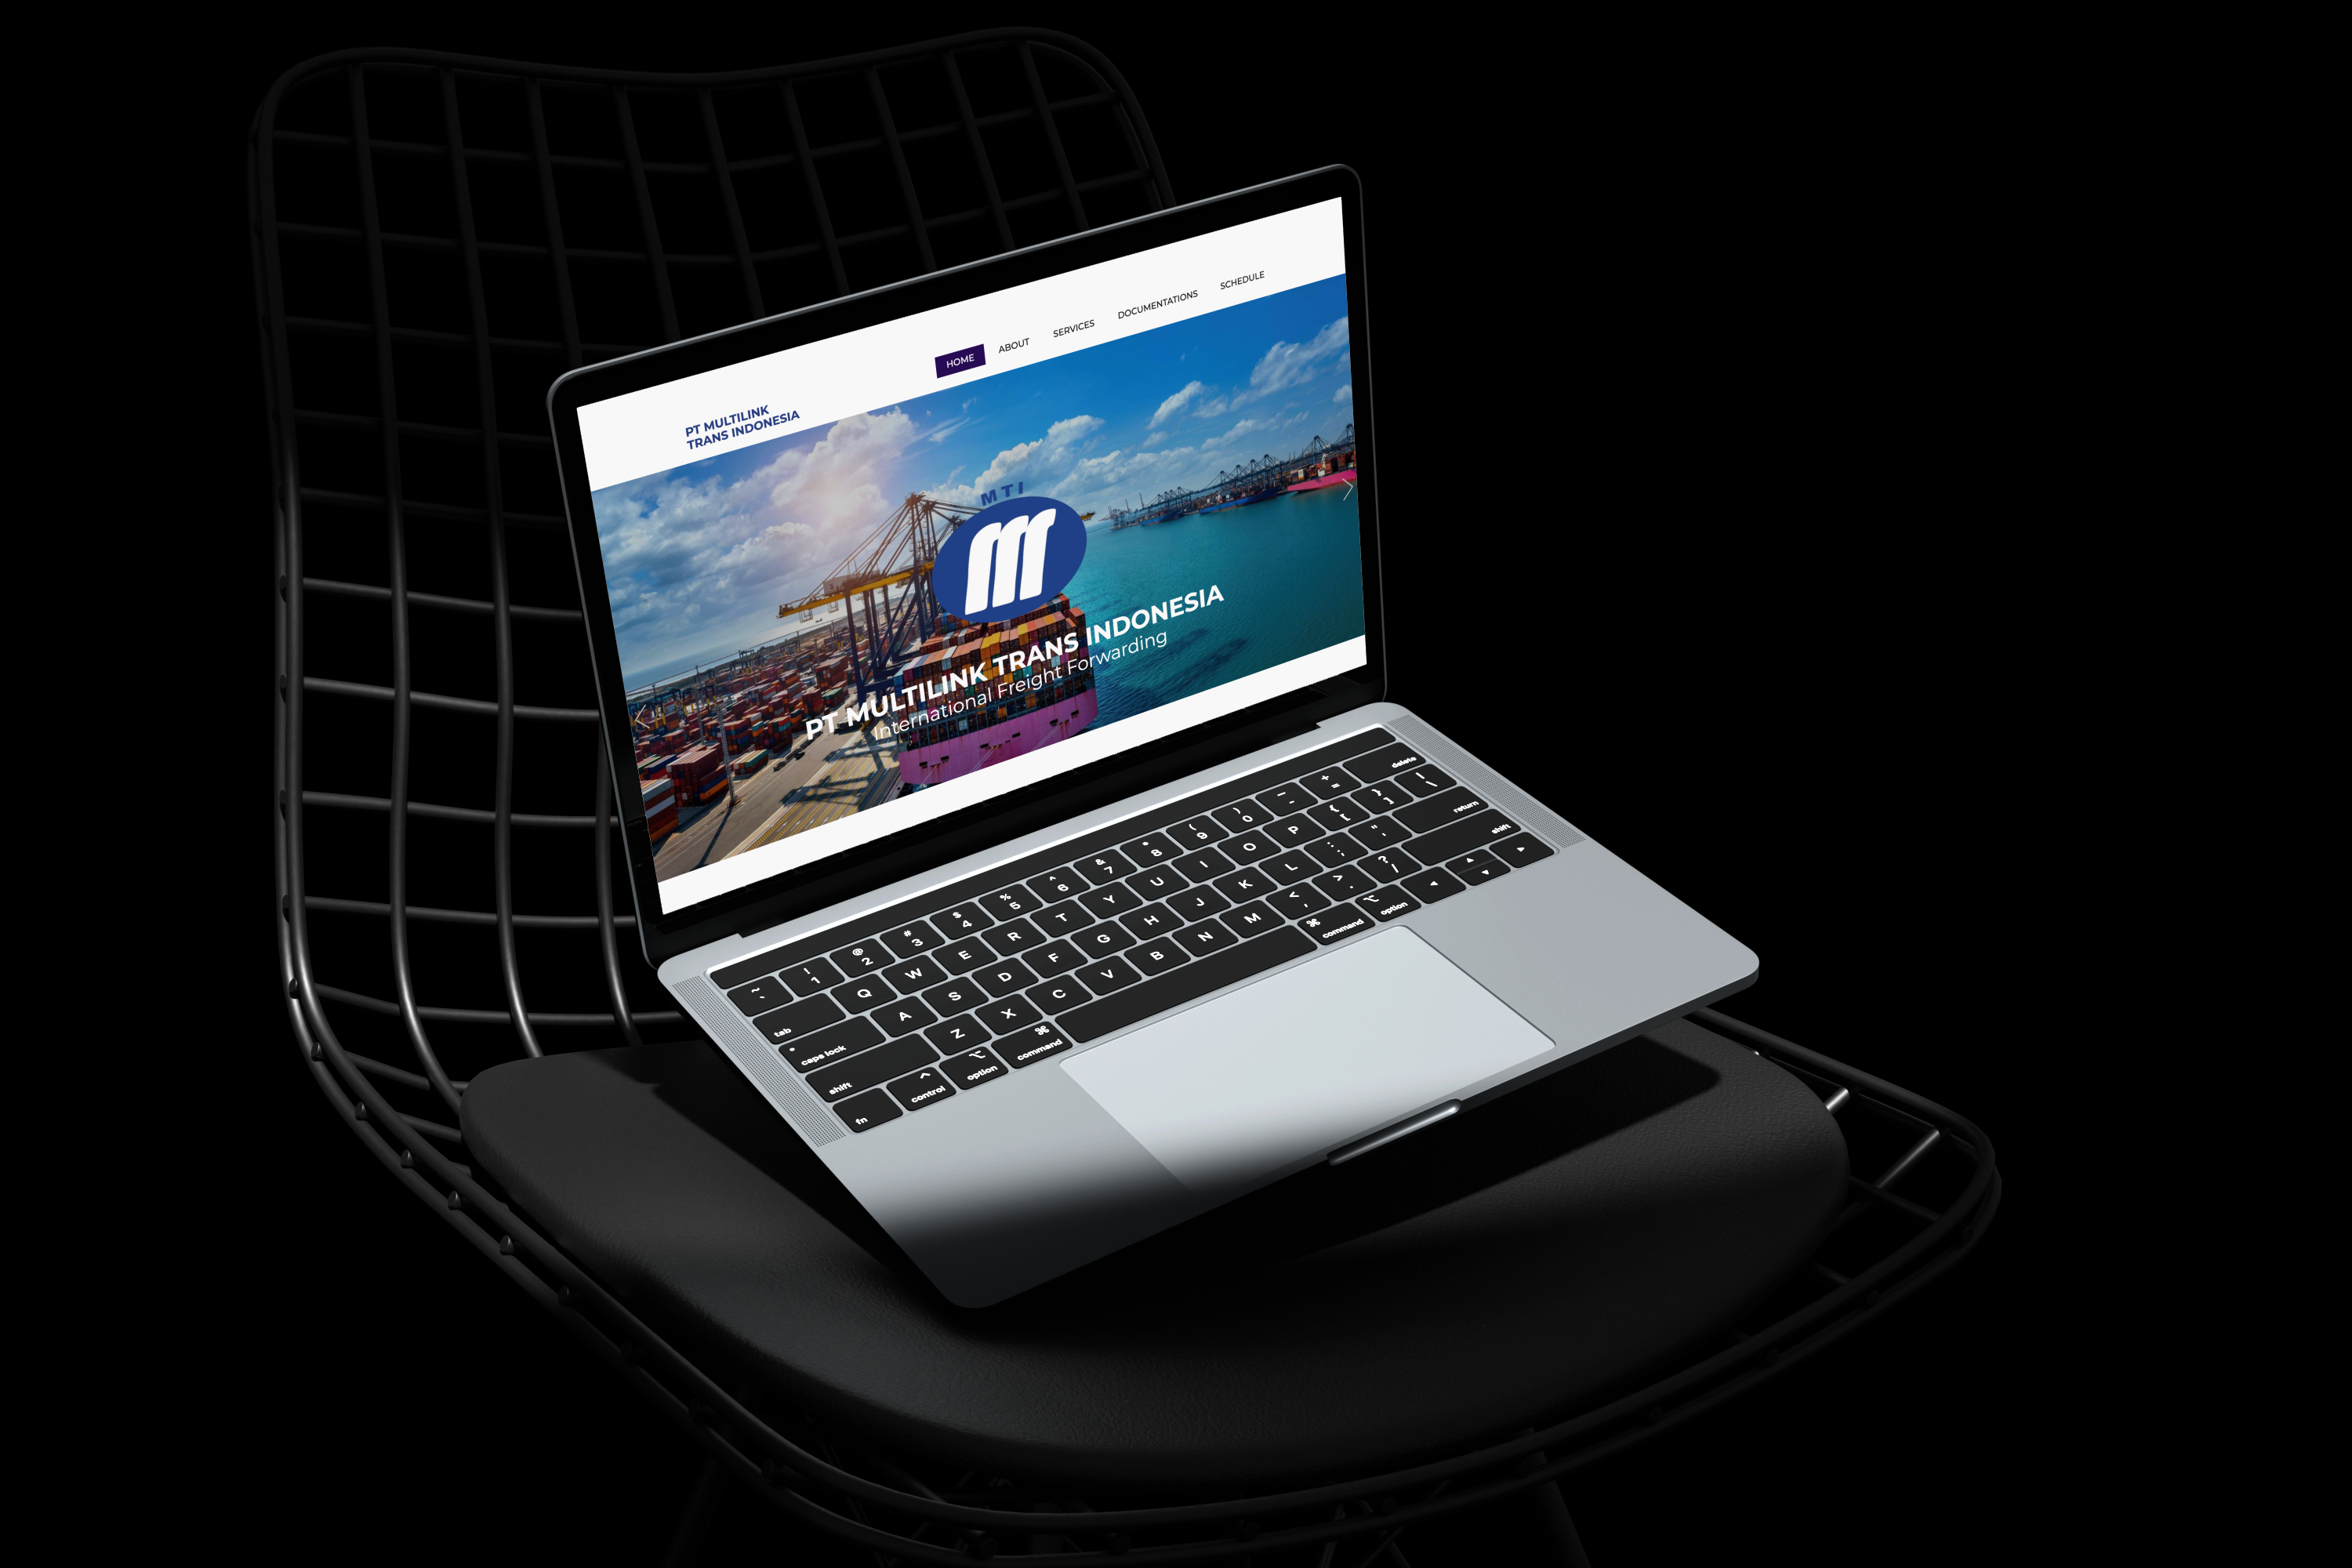 HOME ABOUT SERVICES DOCUMENTATIONS SCHEDULE
PT MULTILINK
TRANS INDONESIA
MTI
m
PT MULTILINK TRANS INDONESIA
International Freight Forwarding
~ ! @ # $ % ^ & * ( ) — +
` 1 2 3 4 5 6 7 8 9 0 - = delete
tab Q W E R T Y U I O P { [ } ] | \
caps lock A S D F G H J K L : ; " ' return
shift Z X C V B N M < , > . ? / shift
fn control option command command option